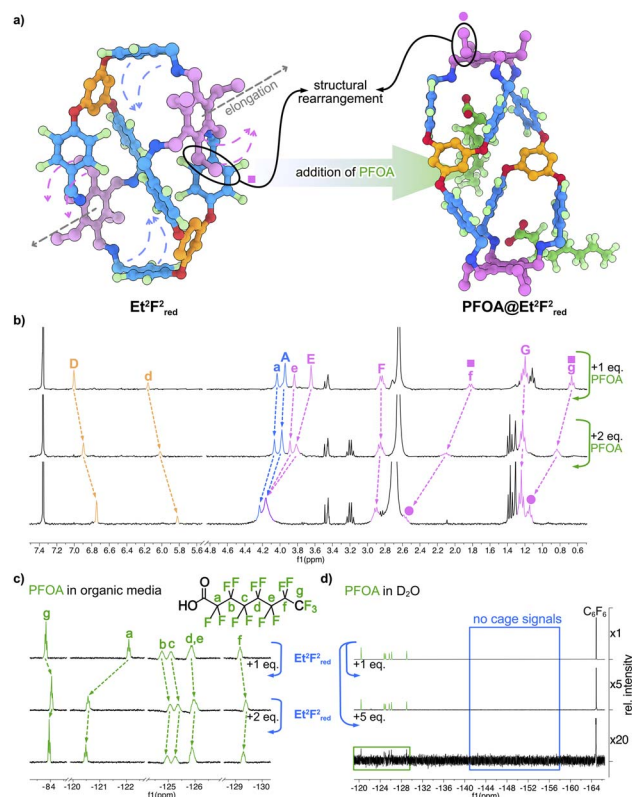 a)
elongation
structural
rearrangement
addition of PFOA
Et²F²red
PFOA@Et²F²red
b)
D
d
a
A
e
E
F
f
G
g
+1 eq.
PFOA
+2 eq.
PFOA
7.4 7.2 7.0 6.8 6.6 6.4 6.2 6.0 5.8 5.6 4.8 4.6 4.4 4.2 4.0 3.8 3.6 3.4 3.2 3.0 2.8 2.6 2.4 2.2 2.0 1.8 1.6 1.4 1.2 1.0 0.8 0.6
f1(ppm)
c)
PFOA in organic media
O
HO
F F F F F F
a c e g
CF₃
b d f
F F F F F F
g
a
b c
d,e
f
+1 eq.
Et²F²red
+2 eq.
Et²F²red
-84 -120 -122 -125 -126 -129 -130
f1(ppm)
d)
PFOA in D₂O
no cage signals
C₆F₆
x1
+1 eq.
x5
+5 eq.
x20
rel. intensity
-120 -124 -128 -132 -136 -140 -144 -148 -152 -156 -160 -164
f1(ppm)